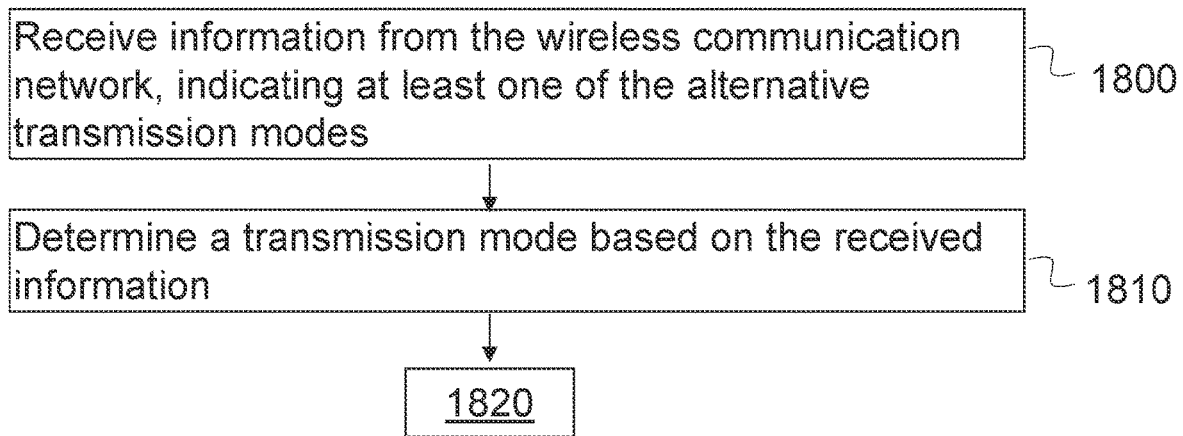 Receive information from the wireless communication
network, indicating at least one of the alternative
transmission modes
1800
Determine a transmission mode based on the received
information
1810
1820